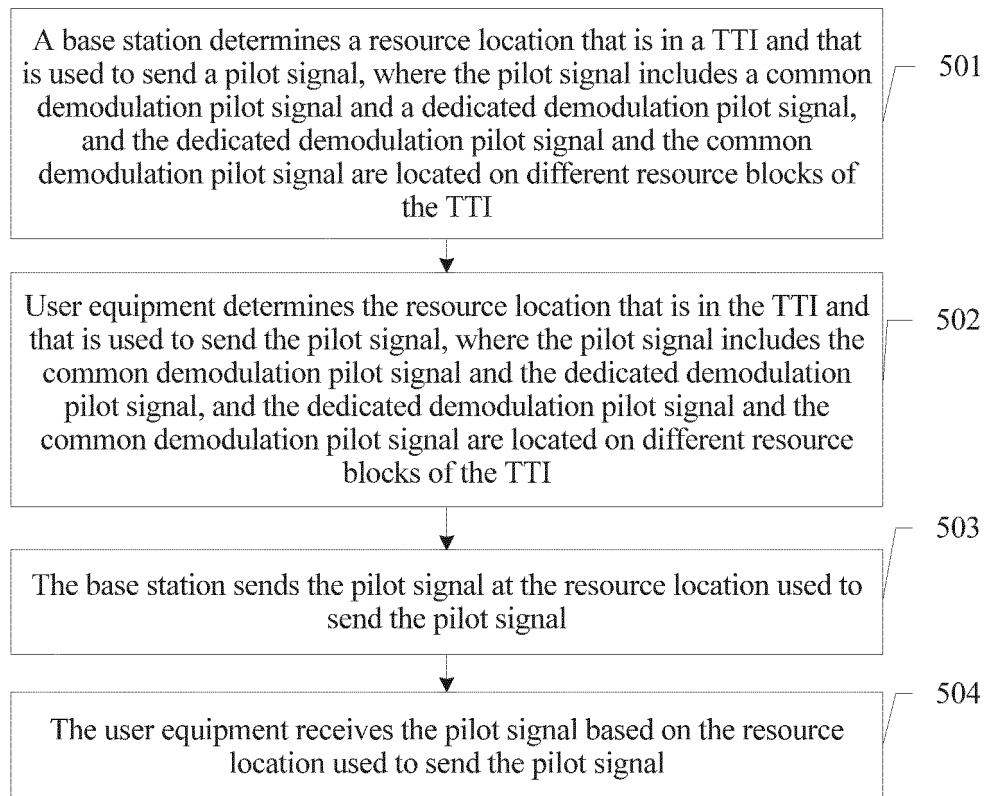 A base station determines a resource location that is in a TTI and that
is used to send a pilot signal, where the pilot signal includes a common
demodulation pilot signal and a dedicated demodulation pilot signal,
and the dedicated demodulation pilot signal and the common
demodulation pilot signal are located on different resource blocks of
the TTI
501
User equipment determines the resource location that is in the TTI and
that is used to send the pilot signal, where the pilot signal includes the
common demodulation pilot signal and the dedicated demodulation
pilot signal, and the dedicated demodulation pilot signal and the
common demodulation pilot signal are located on different resource
blocks of the TTI
502
The base station sends the pilot signal at the resource location used to
send the pilot signal
503
The user equipment receives the pilot signal based on the resource
location used to send the pilot signal
504